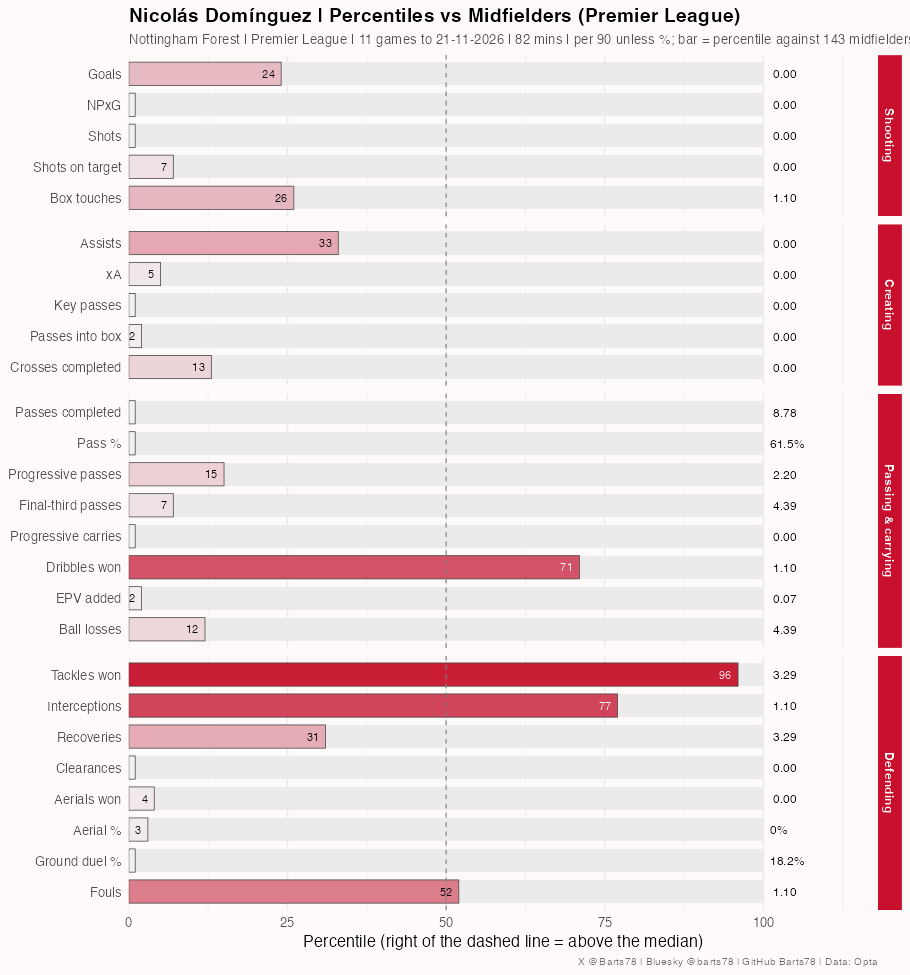 Nicolás Domínguez | Percentiles vs Midfielders (Premier League)
Nottingham Forest | Premier League | 11 games to 21-11-2026 | 82 mins | per 90 unless %; bar = percentile against 143 midfielders
Goals 24 0.00
NPxG 0.00
Shots 0.00
Shots on target 7 0.00
Box touches 26 1.10
Shooting
Assists 33 0.00
xA 5 0.00
Key passes 0.00
Passes into box 2 0.00
Crosses completed 13 0.00
Creating
Passes completed 8.78
Pass % 61.5%
Progressive passes 15 2.20
Final-third passes 7 4.39
Progressive carries 0.00
Dribbles won 71 1.10
EPV added 2 0.07
Ball losses 12 4.39
Passing & carrying
Tackles won 96 3.29
Interceptions 77 1.10
Recoveries 31 3.29
Clearances 0.00
Aerials won 4 0.00
Aerial % 3 0%
Ground duel % 18.2%
Fouls 52 1.10
Defending
0 25 50 75 100
Percentile (right of the dashed line = above the median)
X @Barts78 | Bluesky @barts78 | GitHub Barts78 | Data: Opta